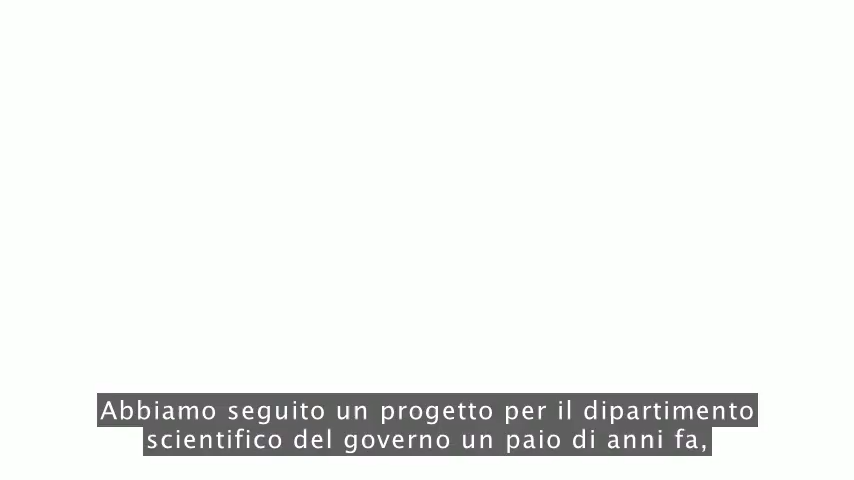 Abbiamo seguito un progetto per il dipartimento
scientifico del governo un paio di anni fa,